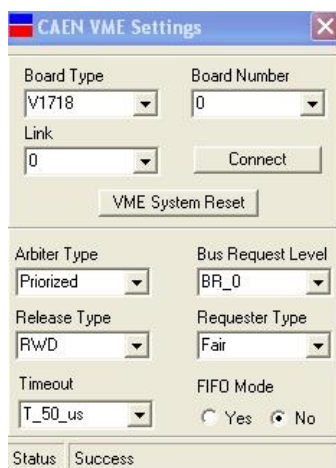 CAEN VME Settings
Board Type Board Number
V1718 0
Link
0 Connect
VME System Reset
Arbiter Type Bus Request Level
Priorized BR_0
Release Type Requester Type
RWD Fair
Timeout FIFO Mode
T_50_us Yes No
Status Success